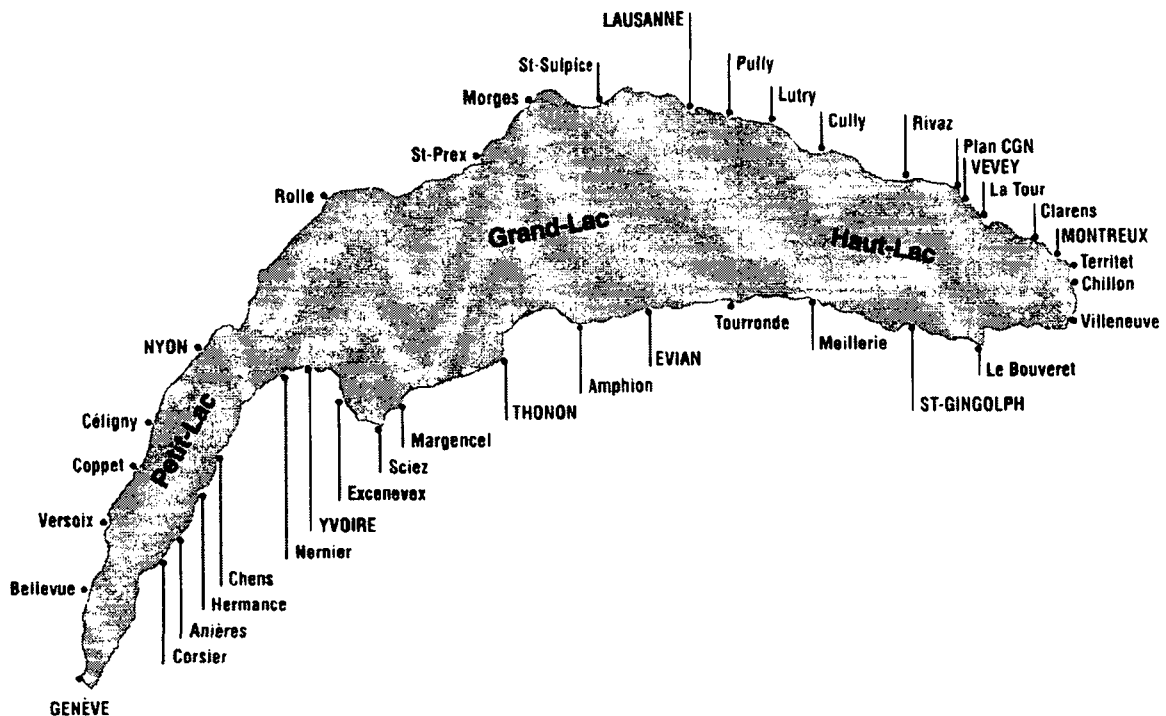 LAUSANNE
St-Sulpice
Pully
Morges
Lutry
Cully
Rivaz
St-Prex
Plan CGN
VEVEY
La Tour
Rolle
Clarens
Grand-Lac
Haut-Lac
MONTREUX
Territet
Chillon
Villeneuve
Tourronde
Meillerie
NYON
EVIAN
Le Bouveret
Amphion
ST-GINGOLPH
THONON
Petit-Lac
Céligny
Margencel
Coppet
Sciez
Excenevex
Versoix
YVOIRE
Nernier
Chens
Bellevue
Hermance
Anières
Corsier
GENÈVE